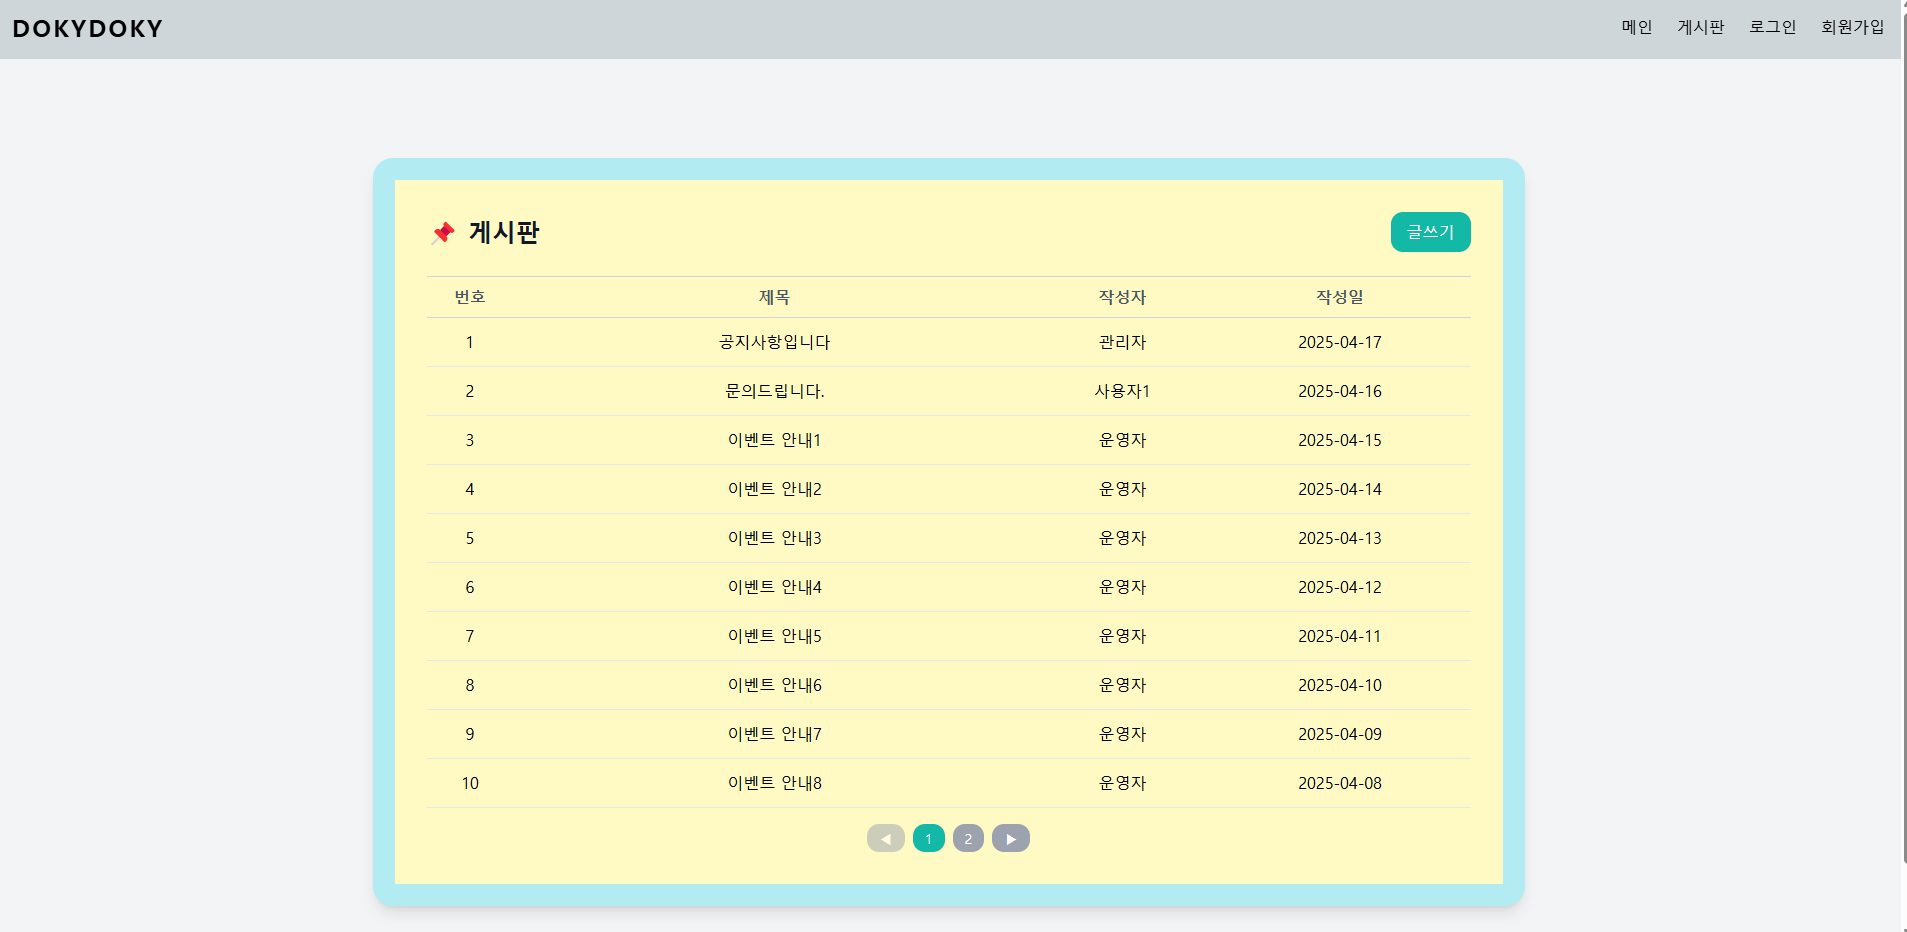 DOKYDOKY 메인 게시판 로그인 회원가입
게시판 글쓰기
번호 제목 작성자 작성일
1 공지사항입니다 관리자 2025-04-17
2 문의드립니다. 사용자1 2025-04-16
3 이벤트 안내1 운영자 2025-04-15
4 이벤트 안내2 운영자 2025-04-14
5 이벤트 안내3 운영자 2025-04-13
6 이벤트 안내4 운영자 2025-04-12
7 이벤트 안내5 운영자 2025-04-11
8 이벤트 안내6 운영자 2025-04-10
9 이벤트 안내7 운영자 2025-04-09
10 이벤트 안내8 운영자 2025-04-08
◀ 1 2 ▶